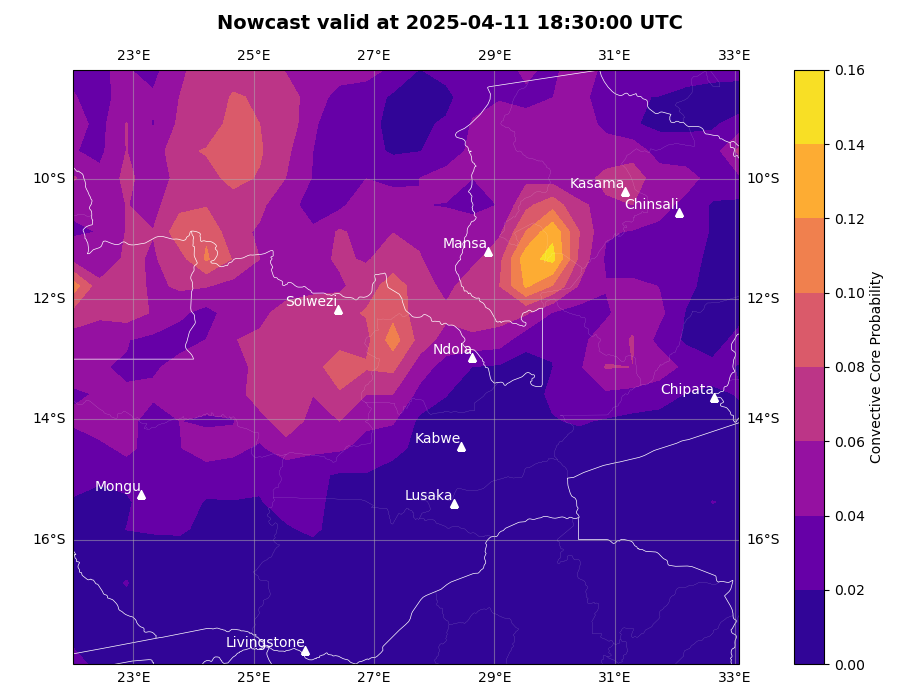 Nowcast valid at 2025-04-11 18:30:00 UTC
23°E 25°E 27°E 29°E 31°E 33°E
0.16
0.14
0.12
0.10
0.08
0.06
0.04
0.02
0.00
Convective Core Probability
10°S 10°S
12°S 12°S
14°S 14°S
16°S 16°S
Kasama
Chinsali
Mansa
Solwezi
Ndola
Chipata
Kabwe
Mongu
Lusaka
Livingstone
23°E 25°E 27°E 29°E 31°E 33°E